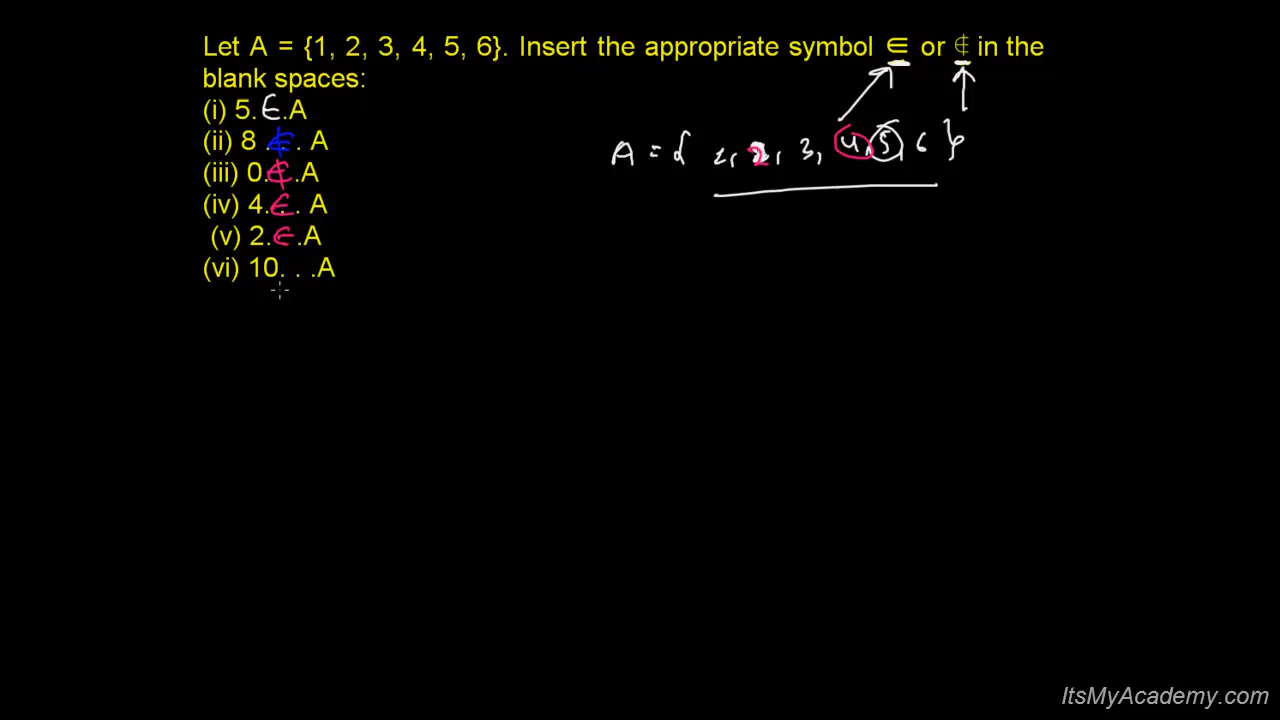 Let A = {1, 2, 3, 4, 5, 6}. Insert the appropriate symbol ∈ or ∉ in the
blank spaces:
(i) 5.∈.A
(ii) 8 .∉. . A
(iii) 0.∉.A
(iv) 4.∈. . A
(v) 2.∈.A
(vi) 10. . .A
A = { 1, 2, 3, 4, 5, 6 }
ItsMyAcademy.com